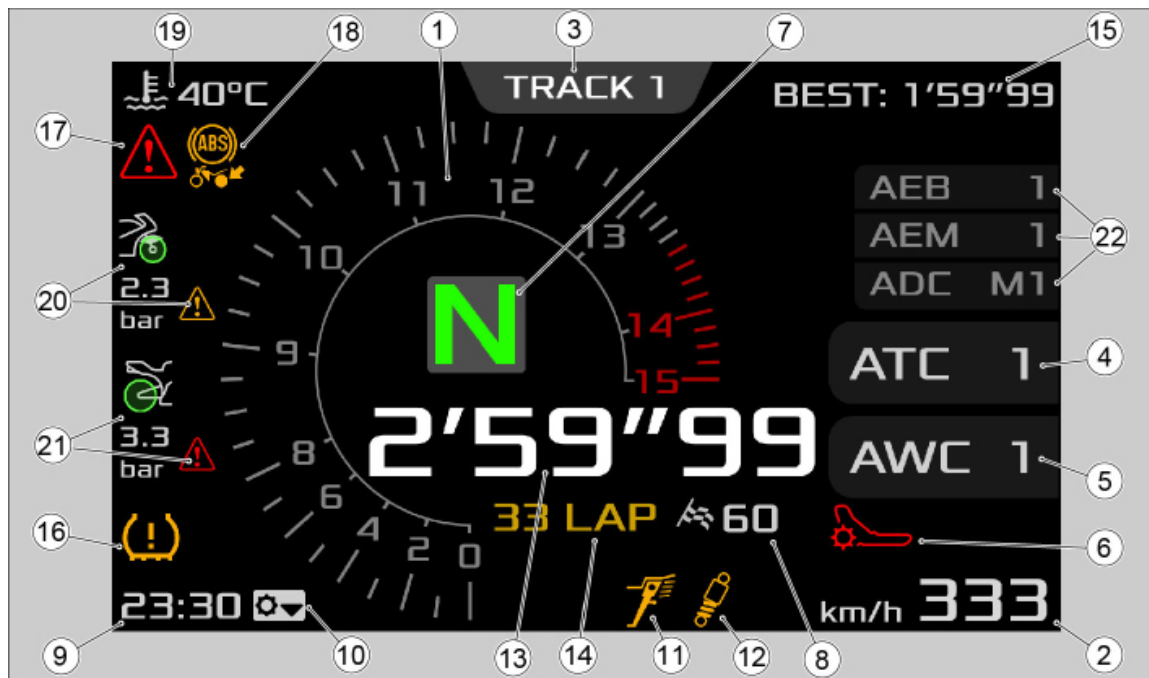 19
1
3
7
18
15
40°C
TRACK 1
BEST: 1'59"99
17
ABS
11
12
AEB 1
10
13
AEM 1
22
20
2.3
bar
ADC M1
N
14
9
15
ATC 1
4
2'59"99
21
3.3
bar
8
AWC 1
5
6
33 LAP
60
16
4
2
0
6
23:30
km/h 333
9
10
13
14
11
12
8
2